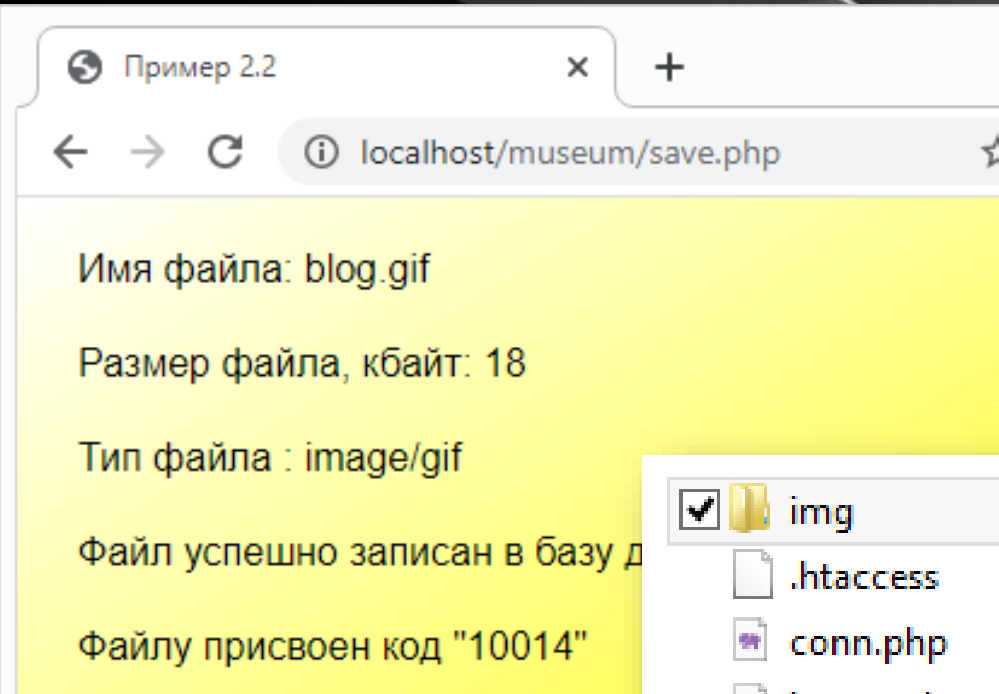 Пример 2.2
localhost/museum/save.php
Имя файла: blog.gif
Размер файла, кбайт: 18
Тип файла : image/gif
Файл успешно записан в базу
Файлу присвоен код "10014"
img
.htaccess
conn.php